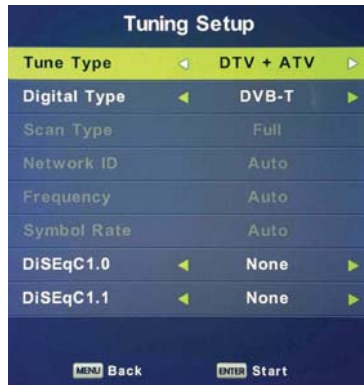 Tuning Setup
Tune Type DTV + ATV
Digital Type DVB-T
Scan Type Full
Network ID Auto
Frequency Auto
Symbol Rate Auto
DiSEqC1.0 None
DiSEqC1.1 None
MENU Back ENTER Start